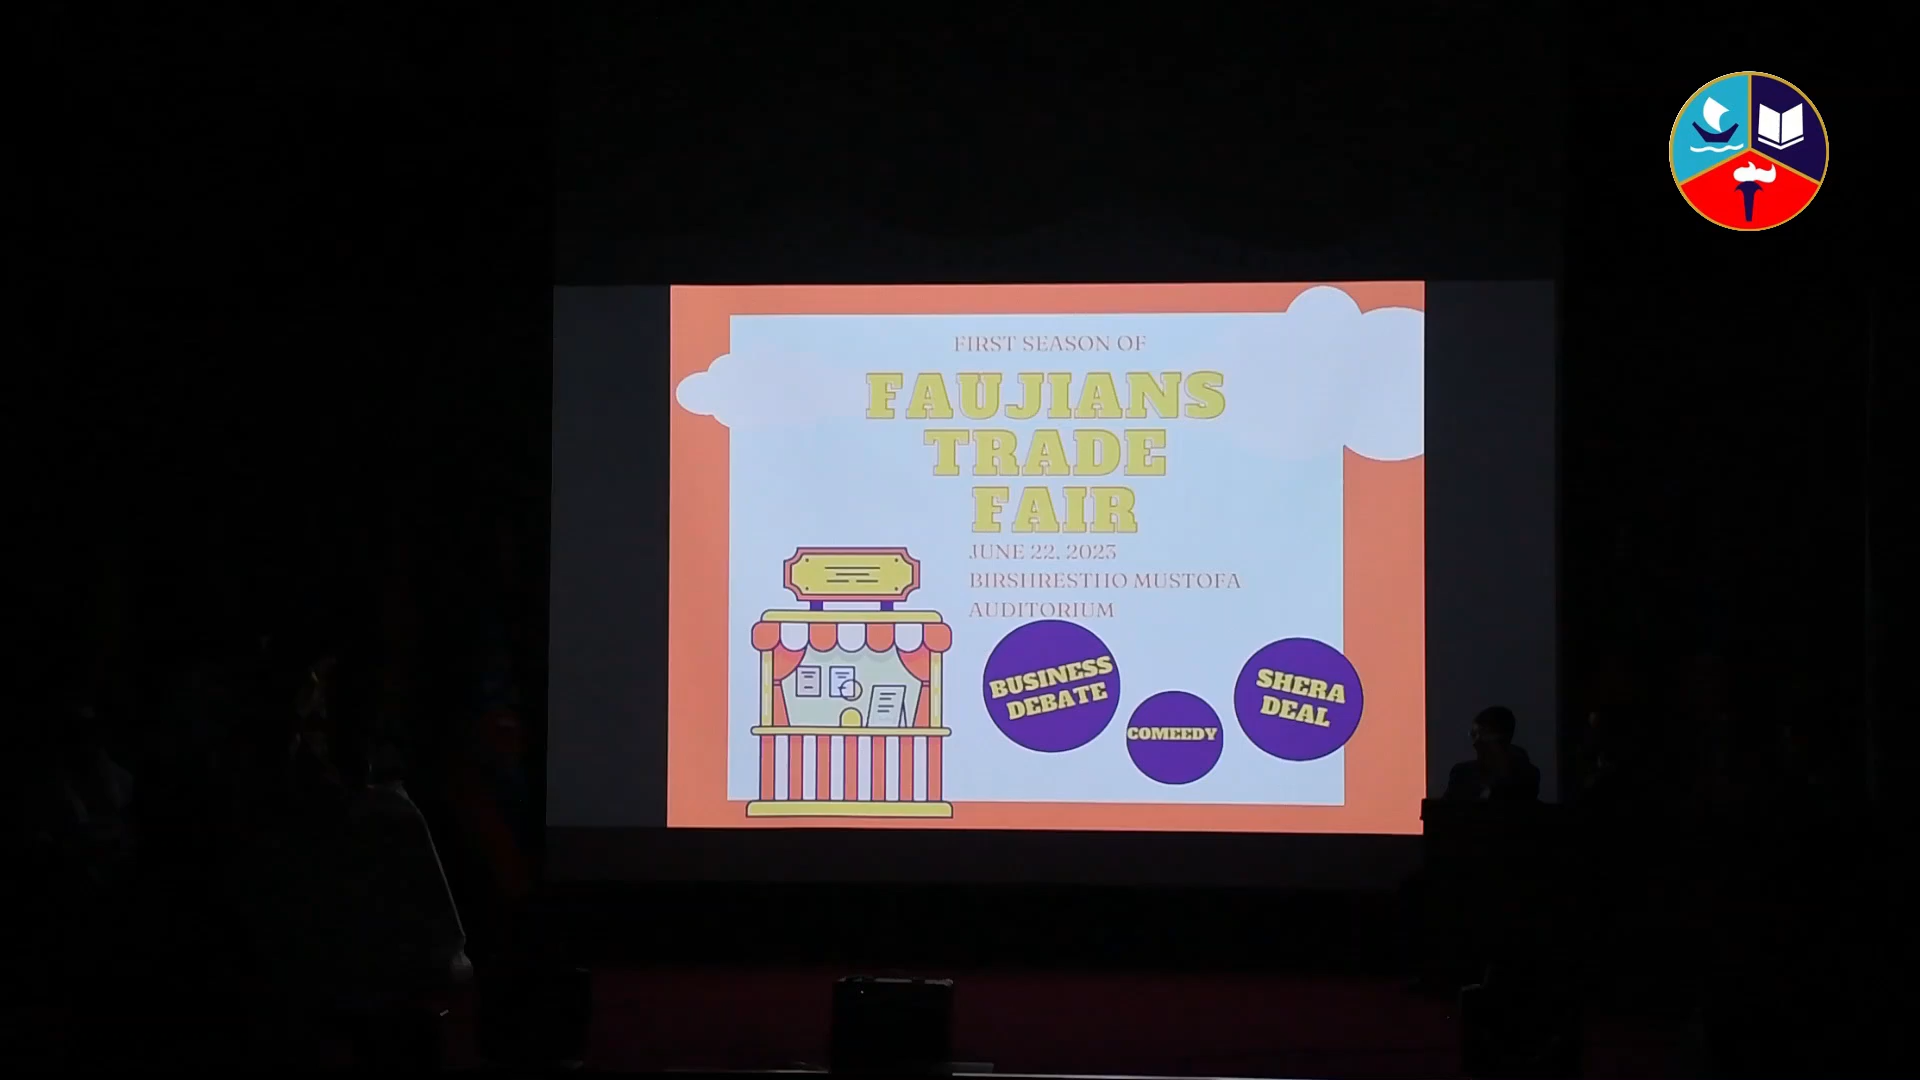 FIRST SEASON OF
FAUJIANS
TRADE
FAIR
JUNE 22, 2023
BIRSHRESTHO MUSTOFA
AUDITORIUM
BUSINESS
DEBATE
COMEEDY
SHERA
DEAL